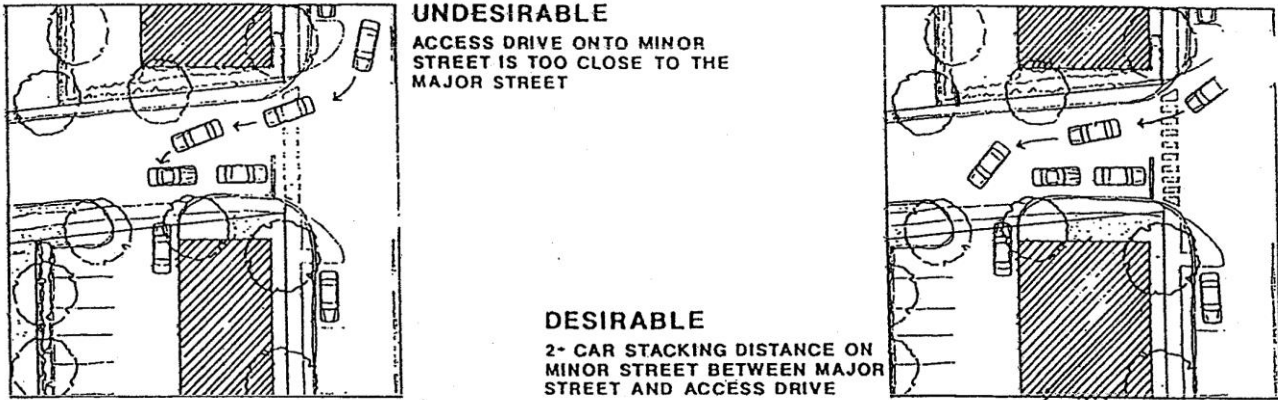 UNDESIRABLE
ACCESS DRIVE ONTO MINOR
STREET IS TOO CLOSE TO THE
MAJOR STREET
DESIRABLE
2+ CAR STACKING DISTANCE ON
MINOR STREET BETWEEN MAJOR
STREET AND ACCESS DRIVE